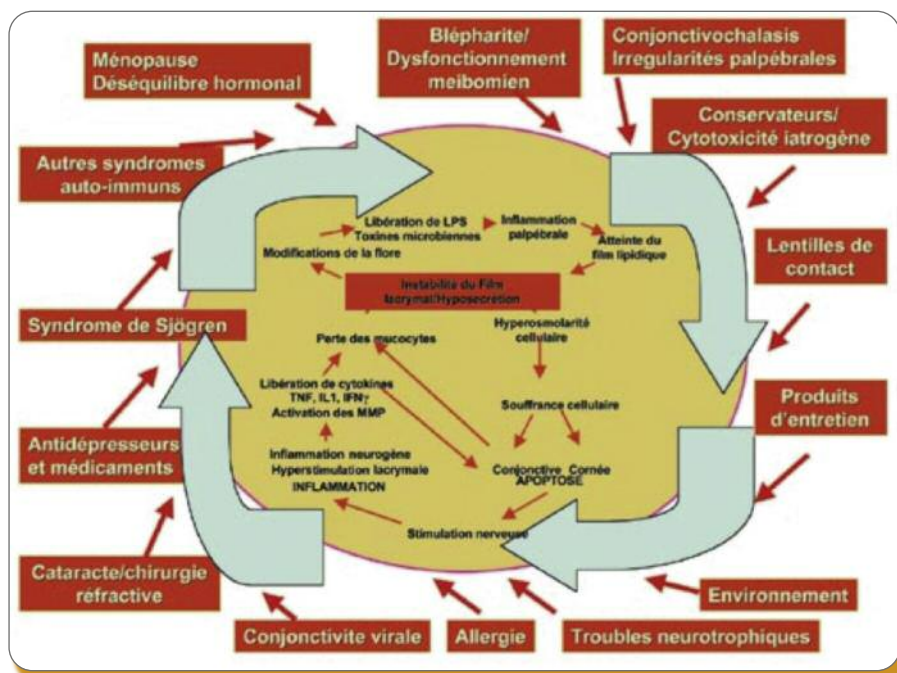 Ménopause
Déséquilibre hormonal
Blépharite/
Dysfonctionnement
meibomien
Conjonctivochalasis
Irregularités palpébrales
Conservateurs/
Cytotoxicité iatrogène
Autres syndromes
auto-immuns
Lentilles de
contact
Syndrome de Sjögren
Produits
d'entretien
Antidépresseurs
et médicaments
Cataracte/chirurgie
réfractive
Environnement
Conjonctivite virale
Allergie
Troubles neurotrophiques
Libération de LPS
Toxines microbiennes
Inflammation
palpébrale
Modifications de la flore
Atteinte du
film lipidique
Instabilité du Film
lacrymal/Hyposecrétion
Perte des mucocytes
Hyperosmolarité
cellulaire
Libération de cytokines
TNF, IL1, IFNγ
Activation des MMP
Souffrance cellulaire
Inflammation neurogène
Hyperstimulation lacrymale
INFLAMMATION
Conjonctive Cornée
APOPTOSE
Stimulation nerveuse